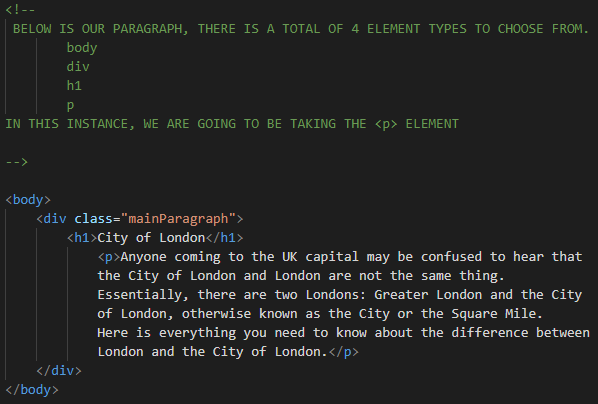 <!--
BELOW IS OUR PARAGRAPH, THERE IS A TOTAL OF 4 ELEMENT TYPES TO CHOOSE FROM.
body
div
h1
p
IN THIS INSTANCE, WE ARE GOING TO BE TAKING THE <p> ELEMENT
-->
<body>
<div class="mainParagraph">
<h1>City of London</h1>
<p>Anyone coming to the UK capital may be confused to hear that
the City of London and London are not the same thing.
Essentially, there are two Londons: Greater London and the City
of London, otherwise known as the City or the Square Mile.
Here is everything you need to know about the difference between
London and the City of London.</p>
</div>
</body>